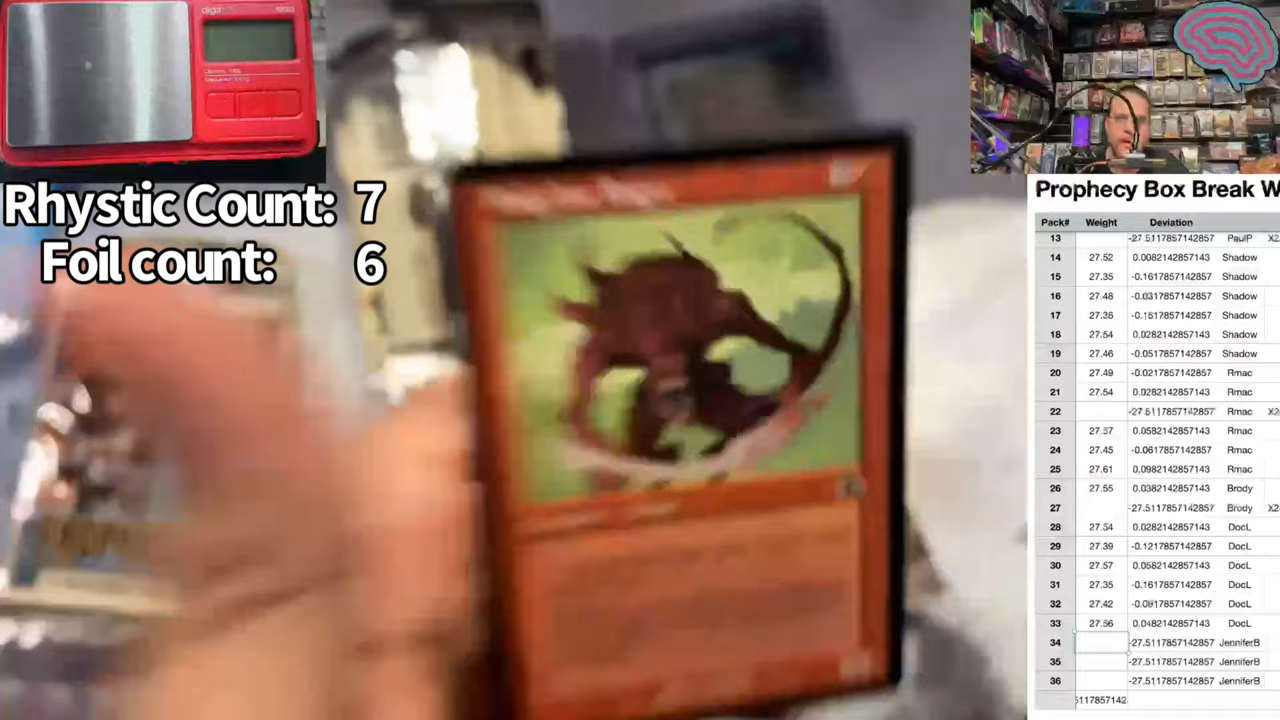 Rhystic Count: 7
Foil count: 6
Prophecy Box Break W
Pack# Weight Deviation
13 -27.5117857142857 PaulP X2
14 27.52 0.0082142857143 Shadow
15 27.35 -0.1617857142857 Shadow
16 27.48 -0.0317857142857 Shadow
17 27.36 -0.1517857142857 Shadow
18 27.54 0.0282142857143 Shadow
19 27.46 -0.0517857142857 Shadow
20 27.49 -0.0217857142857 Rmac
21 27.54 0.0282142857143 Rmac
22 -27.5117857142857 Rmac X2
23 27.57 0.0582142857143 Rmac
24 27.45 -0.0617857142857 Rmac
25 27.61 0.0982142857143 Rmac
26 27.55 0.0382142857143 Brody
27 -27.5117857142857 Brody X2
28 27.54 0.0282142857143 DocL
29 27.39 -0.1217857142857 DocL
30 27.57 0.0582142857143 DocL
31 27.35 -0.1617857142857 DocL
32 27.42 -0.0917857142857 DocL
33 27.56 0.0482142857143 DocL
34 -27.5117857142857 JenniferB
35 -27.5117857142857 JenniferB
36 -27.5117857142857 JenniferB
5117857142